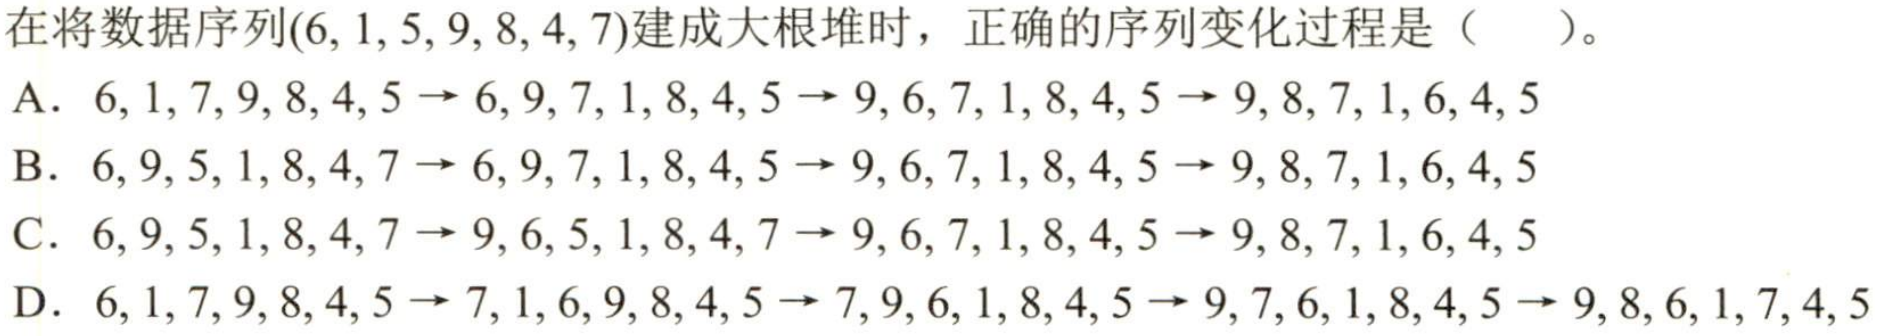 在将数据序列(6, 1, 5, 9, 8, 4, 7)建成大根堆时，正确的序列变化过程是（　　）。
A. 6, 1, 7, 9, 8, 4, 5 → 6, 9, 7, 1, 8, 4, 5 → 9, 6, 7, 1, 8, 4, 5 → 9, 8, 7, 1, 6, 4, 5
B. 6, 9, 5, 1, 8, 4, 7 → 6, 9, 7, 1, 8, 4, 5 → 9, 6, 7, 1, 8, 4, 5 → 9, 8, 7, 1, 6, 4, 5
C. 6, 9, 5, 1, 8, 4, 7 → 9, 6, 5, 1, 8, 4, 7 → 9, 6, 7, 1, 8, 4, 5 → 9, 8, 7, 1, 6, 4, 5
D. 6, 1, 7, 9, 8, 4, 5 → 7, 1, 6, 9, 8, 4, 5 → 7, 9, 6, 1, 8, 4, 5 → 9, 7, 6, 1, 8, 4, 5 → 9, 8, 6, 1, 7, 4, 5